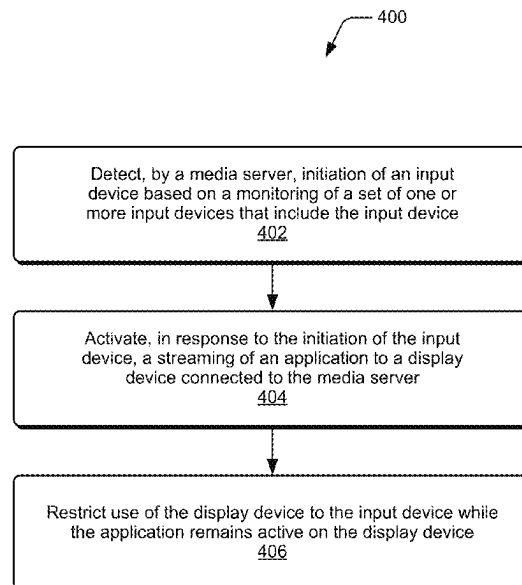 400
Detect, by a media server, initiation of an input
device based on a monitoring of a set of one or
more input devices that include the input device
402
Activate, in response to the initiation of the input
device, a streaming of an application to a display
device connected to the media server
404
Restrict use of the display device to the input device while
the application remains active on the display device
406